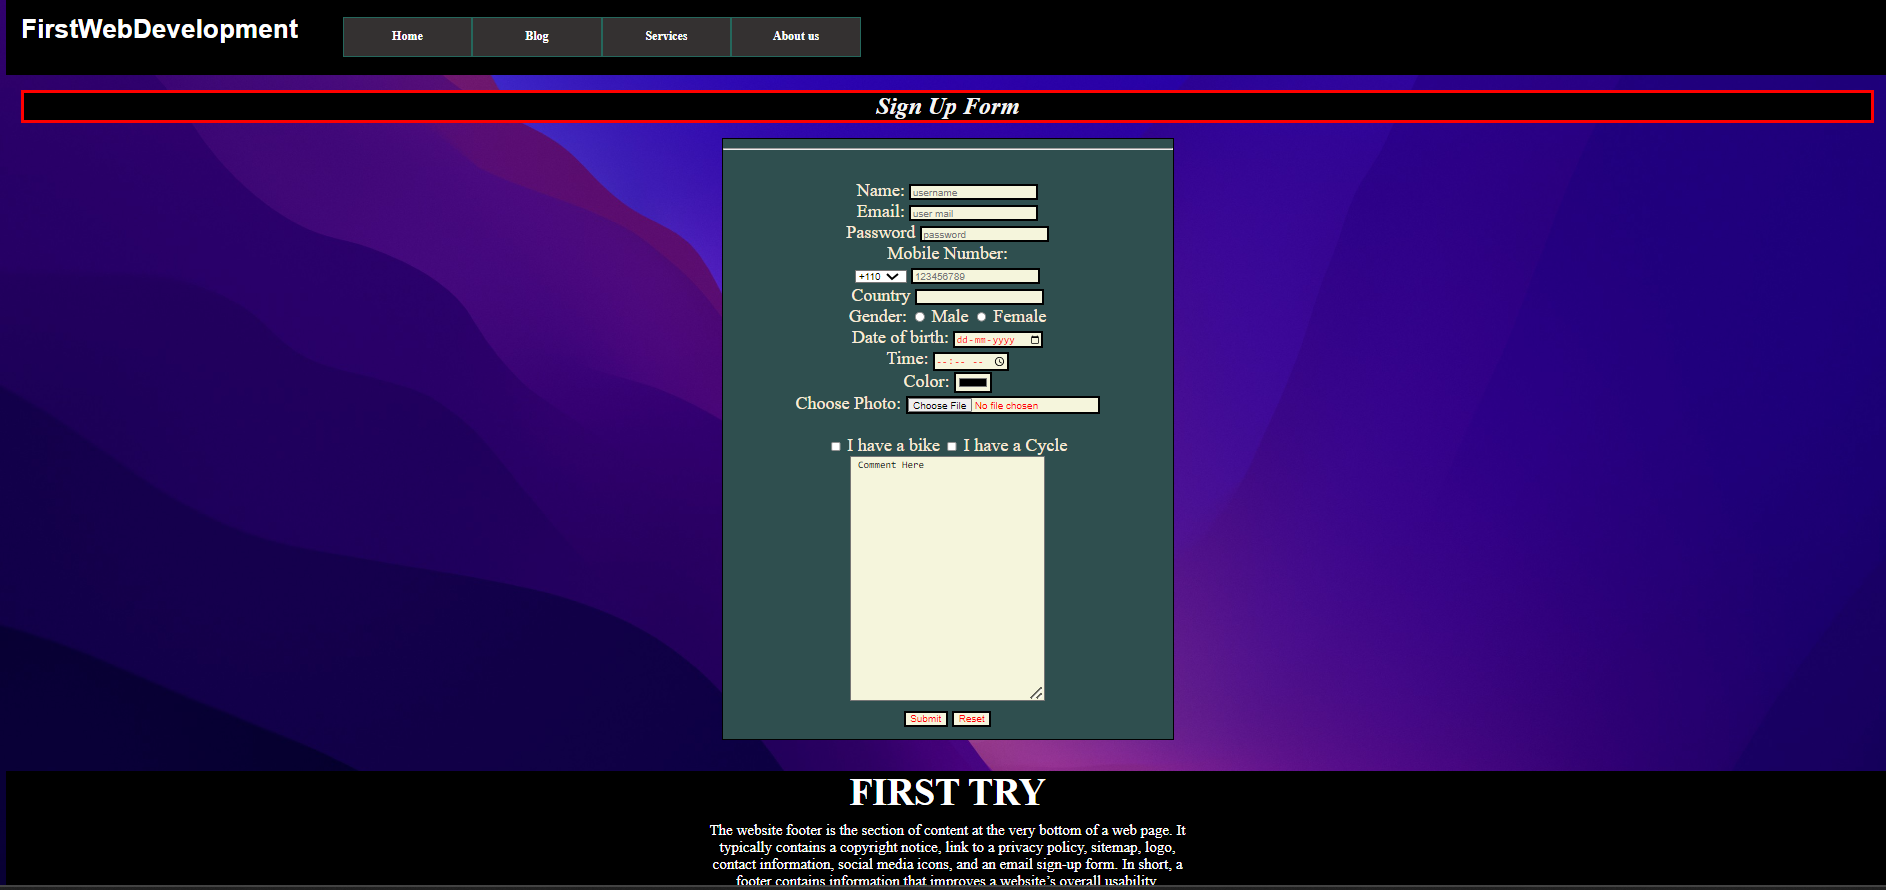 FirstWebDevelopment
Home Blog Services About us
Sign Up Form
Name: username
Email: user mail
Password password
Mobile Number:
+110 123456789
Country
Gender: Male Female
Date of birth: dd-mm-yyyy
Time: --:-- --
Color:
Choose Photo: Choose File No file chosen
I have a bike I have a Cycle
Comment Here
Submit Reset
FIRST TRY
The website footer is the section of content at the very bottom of a web page. It
typically contains a copyright notice, link to a privacy policy, sitemap, logo,
contact information, social media icons, and an email sign-up form. In short, a
footer contains information that improves a website’s overall usability